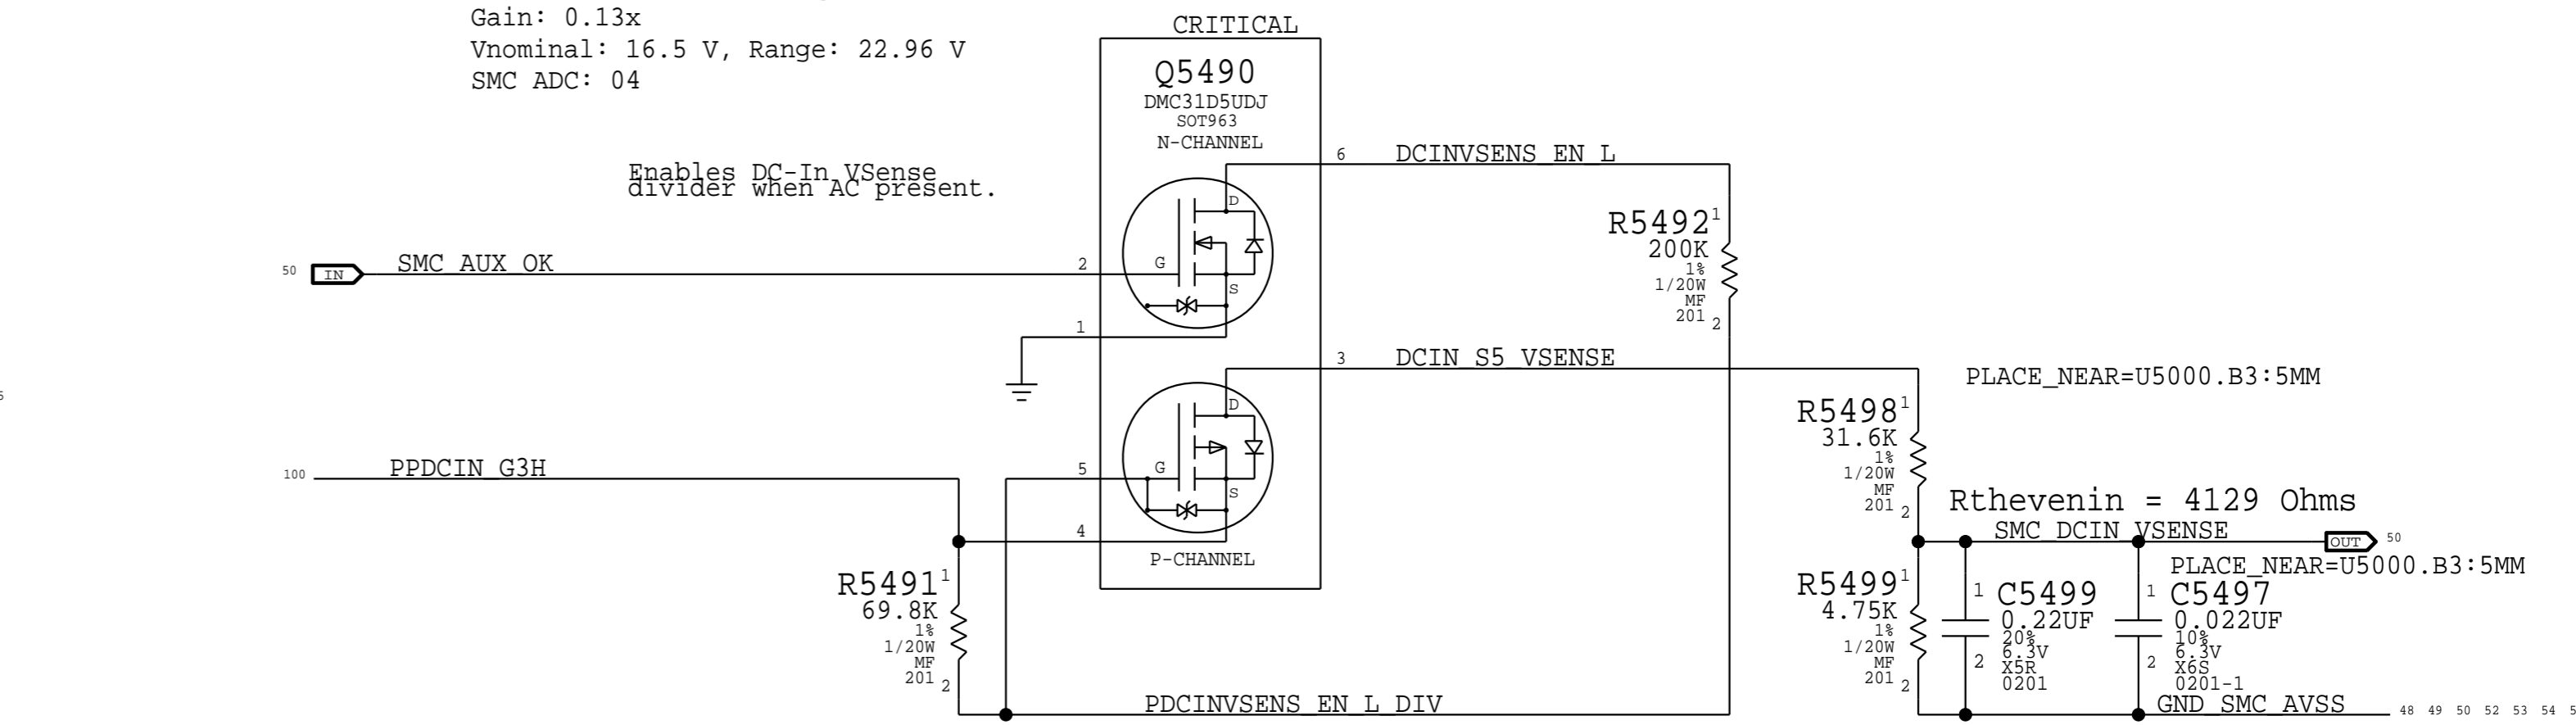 Gain: 0.13x
Vnominal: 16.5 V, Range: 22.96 V
SMC ADC: 04
CRITICAL
Q5490
DMC31D5UDJ
SOT963
N-CHANNEL
Enables DC-In VSense
divider when AC present.
6
DCINVSENS_EN_L
D
G
S
50
IN
SMC_AUX_OK
2
1
R5492
1
200K
1%
1/20W
MF
201
2
3
DCIN_S5_VSENSE
PLACE_NEAR=U5000.B3:5MM
D
G
S
100
PPDCIN_G3H
5
4
P-CHANNEL
R5498
1
31.6K
1%
1/20W
MF
201
2
Rthevenin = 4129 Ohms
SMC_DCIN_VSENSE
OUT
50
PLACE_NEAR=U5000.B3:5MM
R5491
1
69.8K
1%
1/20W
MF
201
2
R5499
1
4.75K
1%
1/20W
MF
201
2
1
C5499
0.22UF
20%
6.3V
X5R
0201
2
1
C5497
0.022UF
10%
6.3V
X6S
0201-1
2
PDCINVSENS_EN_L_DIV
GND_SMC_AVSS
48 49 50 52 53 54 5